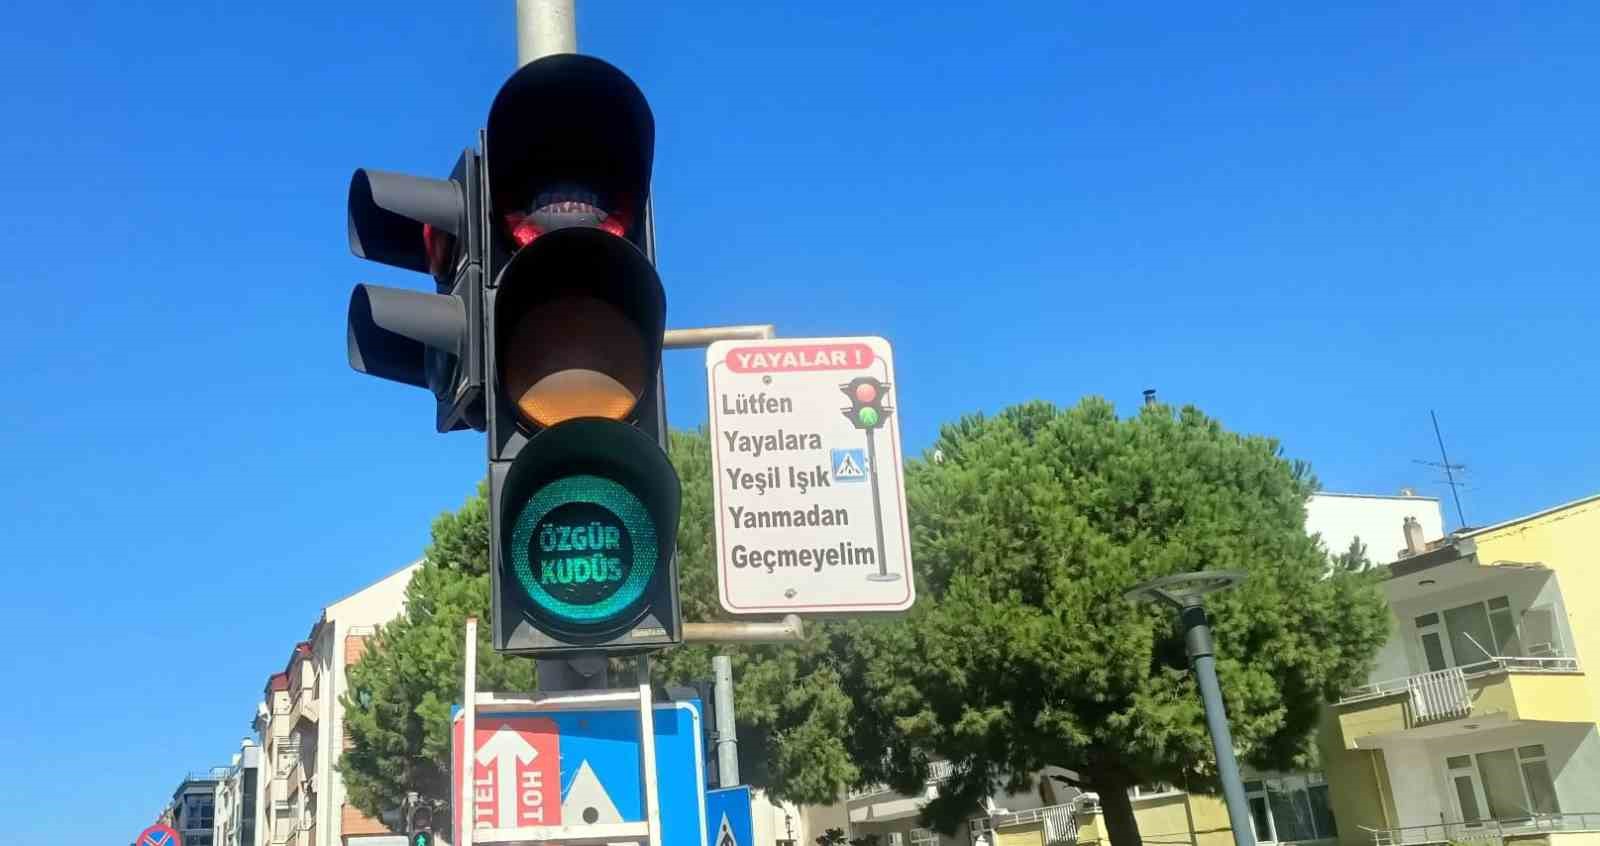 ÖZGÜR
KUDÜS
YAYALAR !
Lütfen
Yayalara
Yeşil Işık
Yanmadan
Geçmeyelim
OTEL
HOT